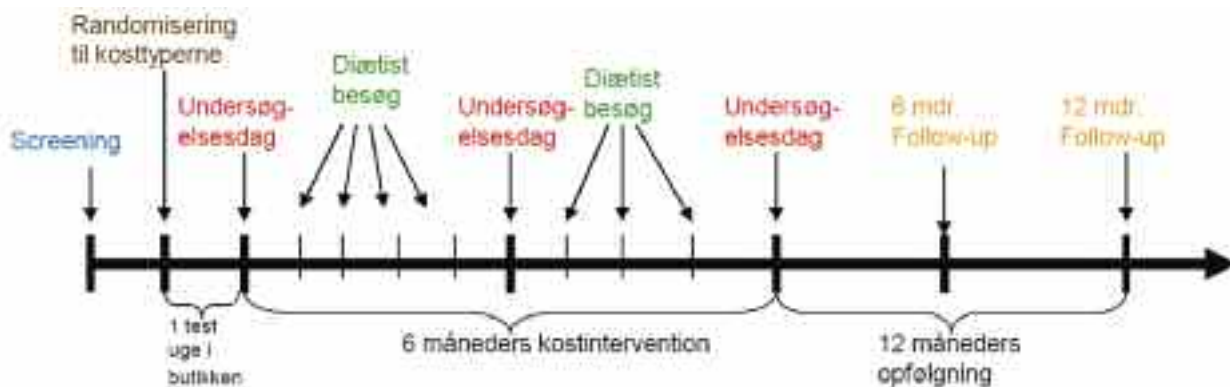 Randomisering
til kosttyperne
Diætist
besøg
Diætist
besøg
Undersøg-
elsesdag
Undersøg-
elsesdag
Undersøg-
elsesdag
6 mdr.
Follow-up
12 mdr.
Follow-up
Screening
1 test
uge i
butikken
6 måneders kostintervention
12 måneders
opfølgning